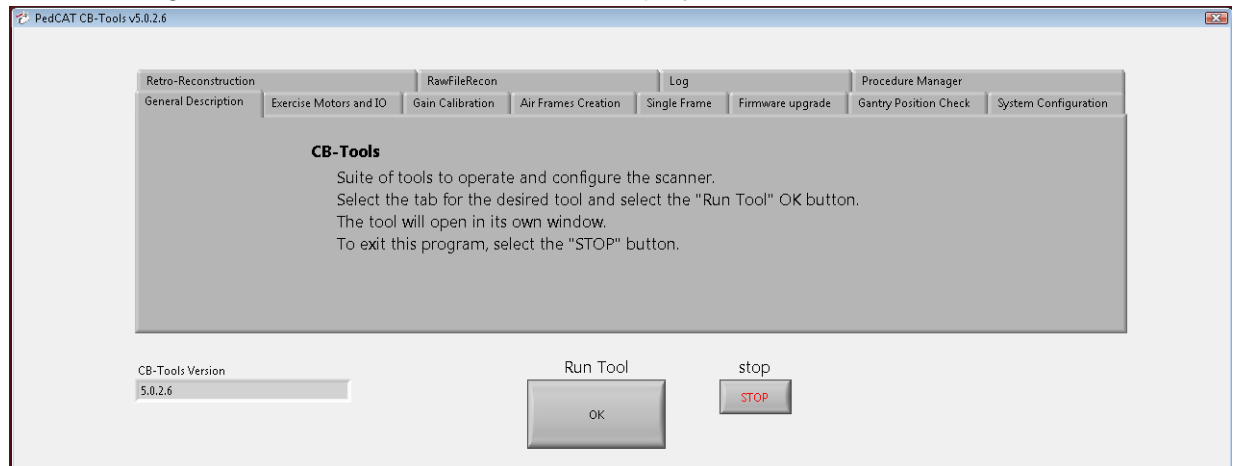 PedCAT CB-Tools v5.0.2.6
Retro-Reconstruction RawFileRecon Log Procedure Manager
General Description Exercise Motors and IO Gain Calibration Air Frames Creation Single Frame Firmware upgrade Gantry Position Check System Configuration
CB-Tools
Suite of tools to operate and configure the scanner.
Select the tab for the desired tool and select the "Run Tool" OK button.
The tool will open in its own window.
To exit this program, select the "STOP" button.
CB-Tools Version Run Tool stop
5.0.2.6 OK STOP